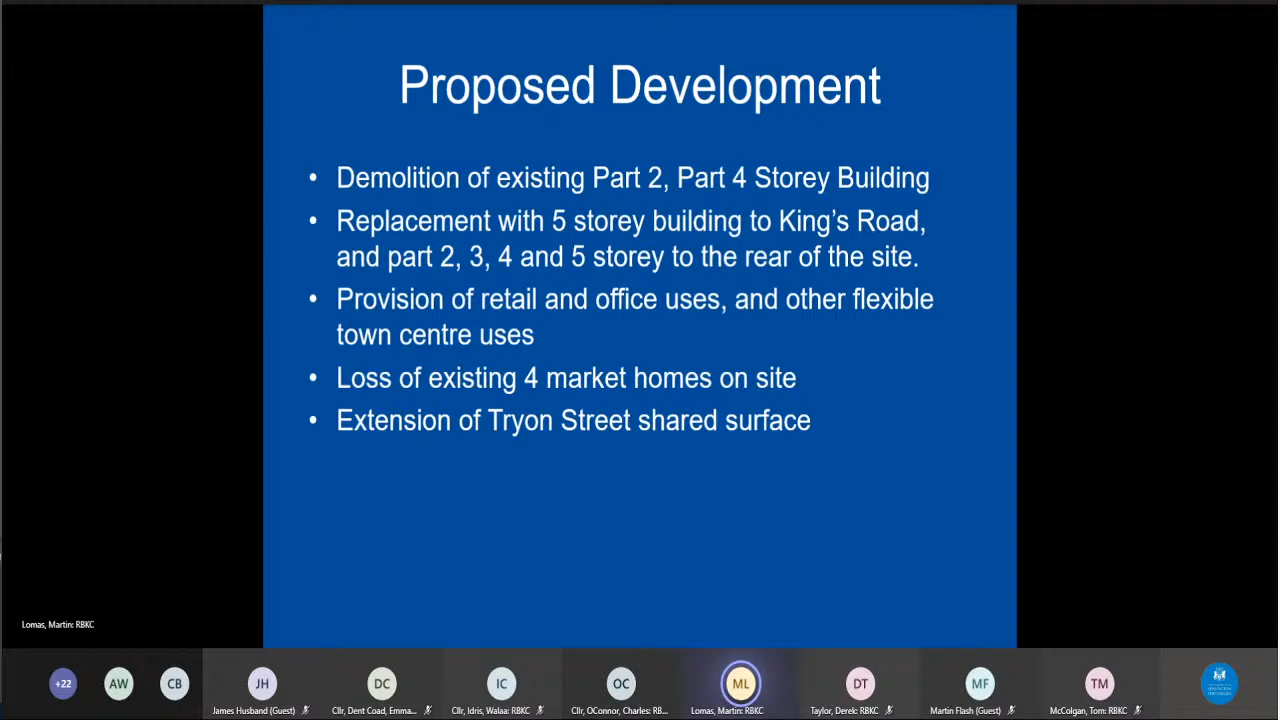 Proposed Development
• Demolition of existing Part 2, Part 4 Storey Building
• Replacement with 5 storey building to King's Road,
and part 2, 3, 4 and 5 storey to the rear of the site.
• Provision of retail and office uses, and other flexible
town centre uses
• Loss of existing 4 market homes on site
• Extension of Tryon Street shared surface
Lomas, Martin: RBKC
+22 AW CB JH DC IC OC ML DT MF TM
James Husband (Guest) Cllr, Dent Coad, Emma... Cllr, Idris, Walaa: RBKC Cllr, OConnor, Charles: RB... Lomas, Martin: RBKC Taylor, Derek: RBKC Martin Flash (Guest) McColgan, Tom: RBKC